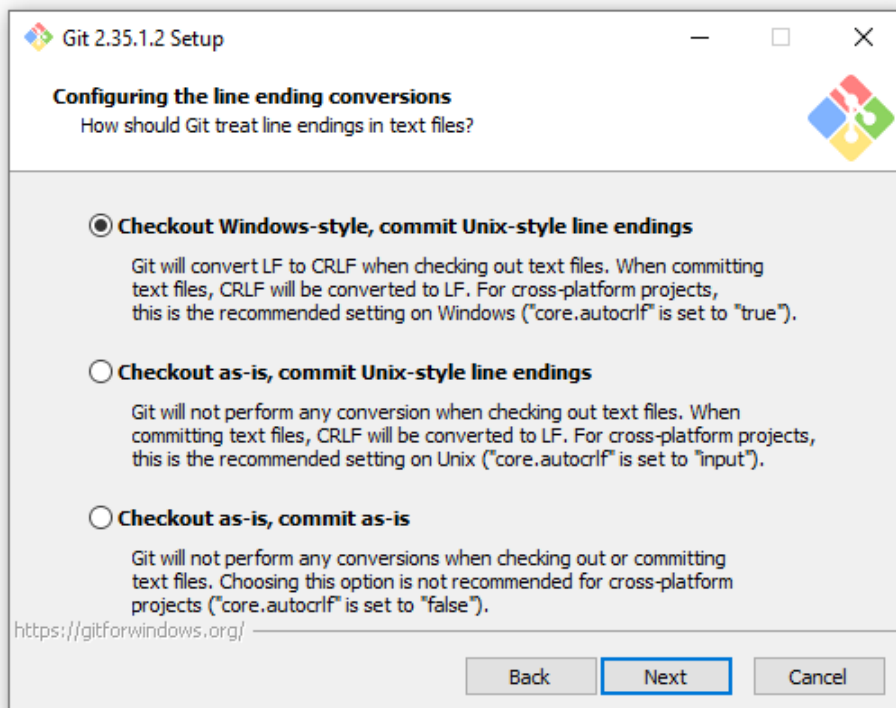 Git 2.35.1.2 Setup
Configuring the line ending conversions
How should Git treat line endings in text files?
Checkout Windows-style, commit Unix-style line endings
Git will convert LF to CRLF when checking out text files. When committing
text files, CRLF will be converted to LF. For cross-platform projects,
this is the recommended setting on Windows ("core.autocrlf" is set to "true").
Checkout as-is, commit Unix-style line endings
Git will not perform any conversion when checking out text files. When
committing text files, CRLF will be converted to LF. For cross-platform projects,
this is the recommended setting on Unix ("core.autocrlf" is set to "input").
Checkout as-is, commit as-is
Git will not perform any conversions when checking out or committing
text files. Choosing this option is not recommended for cross-platform
projects ("core.autocrlf" is set to "false").
https://gitforwindows.org/
Back Next Cancel